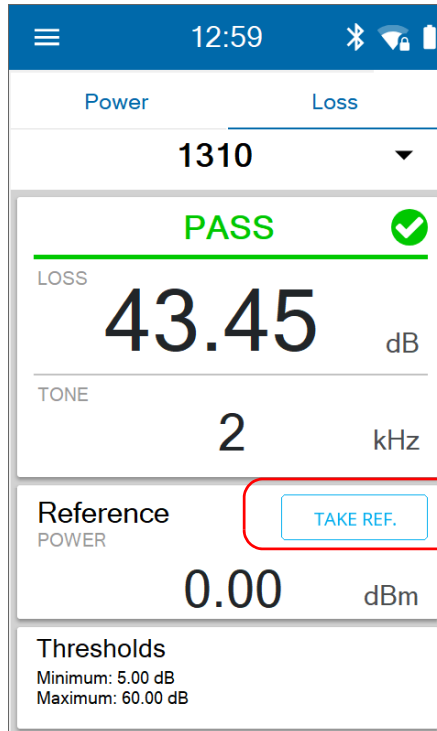 12:59
Power Loss
1310
PASS
LOSS
43.45 dB
TONE
2 kHz
Reference TAKE REF.
POWER
0.00 dBm
Thresholds
Minimum: 5.00 dB
Maximum: 60.00 dB